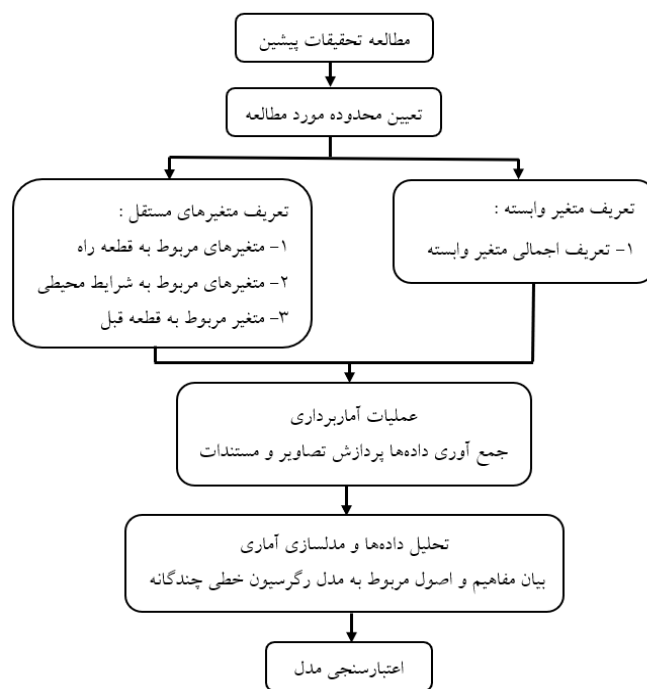 مطالعه تحقیقات پیشین
تعیین محدوده مورد مطالعه
تعریف متغیر وابسته :
۱- تعریف اجمالی متغیر وابسته
تعریف متغیرهای مستقل :
۱- متغیرهای مربوط به قطعه راه
۲- متغیرهای مربوط به شرایط محیطی
۳- متغیر مربوط به قطعه قبل
عملیات آماربرداری
جمع آوری داده‌ها پردازش تصاویر و مستندات
تحلیل داده‌ها و مدلسازی آماری
بیان مفاهیم و اصول مربوط به مدل رگرسیون خطی چندگانه
اعتبارسنجی مدل